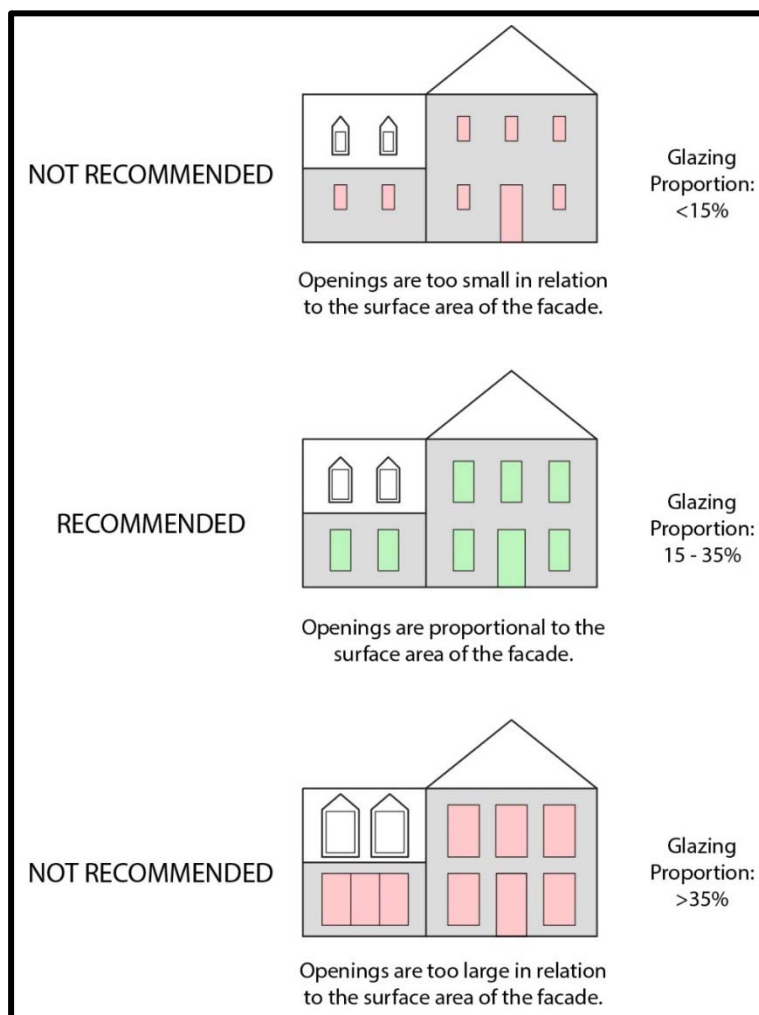 NOT RECOMMENDED
Glazing
Proportion:
<15%
Openings are too small in relation
to the surface area of the facade.
RECOMMENDED
Glazing
Proportion:
15 - 35%
Openings are proportional to the
surface area of the facade.
NOT RECOMMENDED
Glazing
Proportion:
>35%
Openings are too large in relation
to the surface area of the facade.